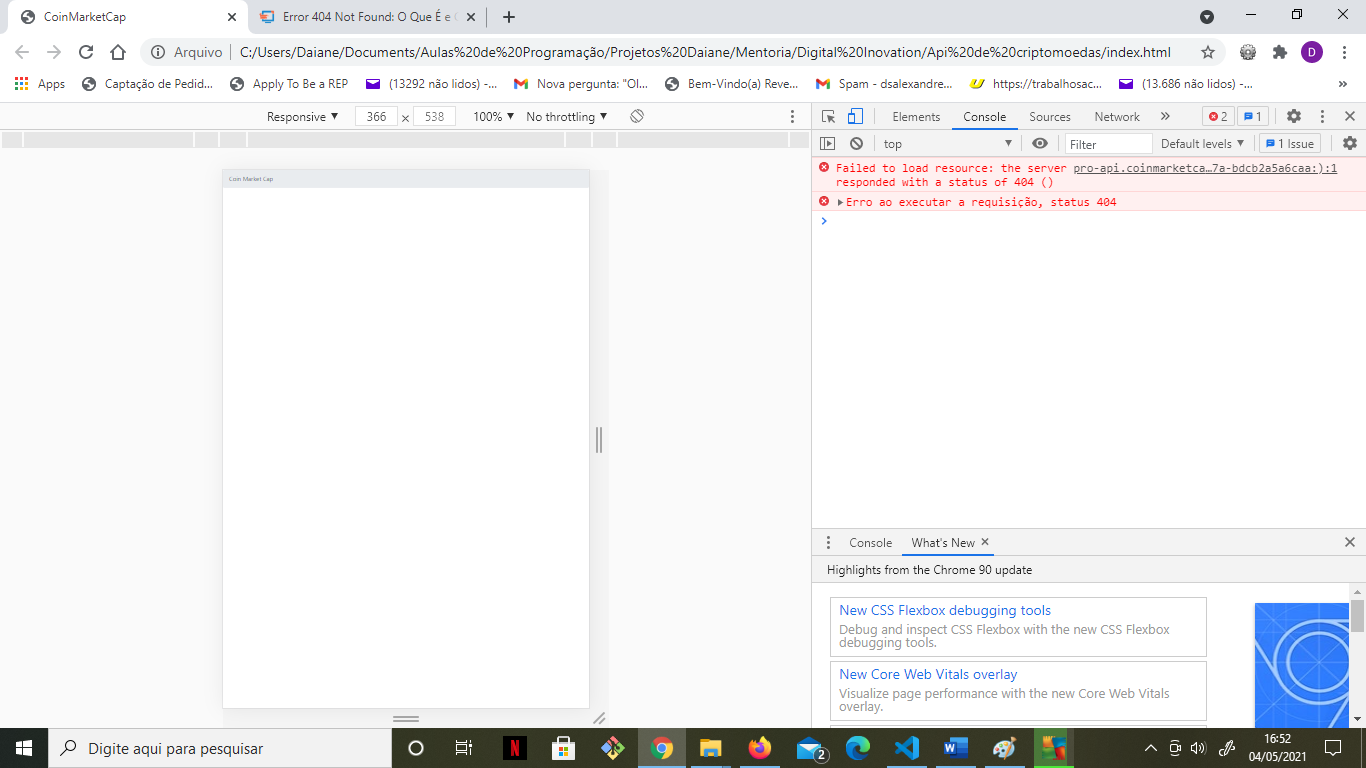 CoinMarketCap
Error 404 Not Found: O Que É e C
Arquivo
C:/Users/Daiane/Documents/Aulas%20de%20Programação/Projetos%20Daiane/Mentoria/Digital%20Inovation/Api%20de%20criptomoedas/index.html
D
Apps
Captação de Pedid...
Apply To Be a REP
(13292 não lidos) -...
Nova pergunta: "Ol...
Bem-Vindo(a) Reve...
Spam - dsalexandre...
https://trabalhosac...
(13.686 não lidos) -...
»
Responsive ▼
366 × 538
100% ▼
No throttling ▼
Elements
Console
Sources
Network
»
2
1
top ▼
Filter
Default levels ▼
1 Issue
Coin Market Cap
Failed to load resource: the server pro-api.coinmarketca…7a-bdcb2a5a6caa:):1
responded with a status of 404 ()
▶Erro ao executar a requisição, status 404
Console
What's New
Highlights from the Chrome 90 update
New CSS Flexbox debugging tools
Debug and inspect CSS Flexbox with the new CSS Flexbox
debugging tools.
New Core Web Vitals overlay
Visualize page performance with the new Core Web Vitals
overlay.
Digite aqui para pesquisar
N
2
16:52
04/05/2021